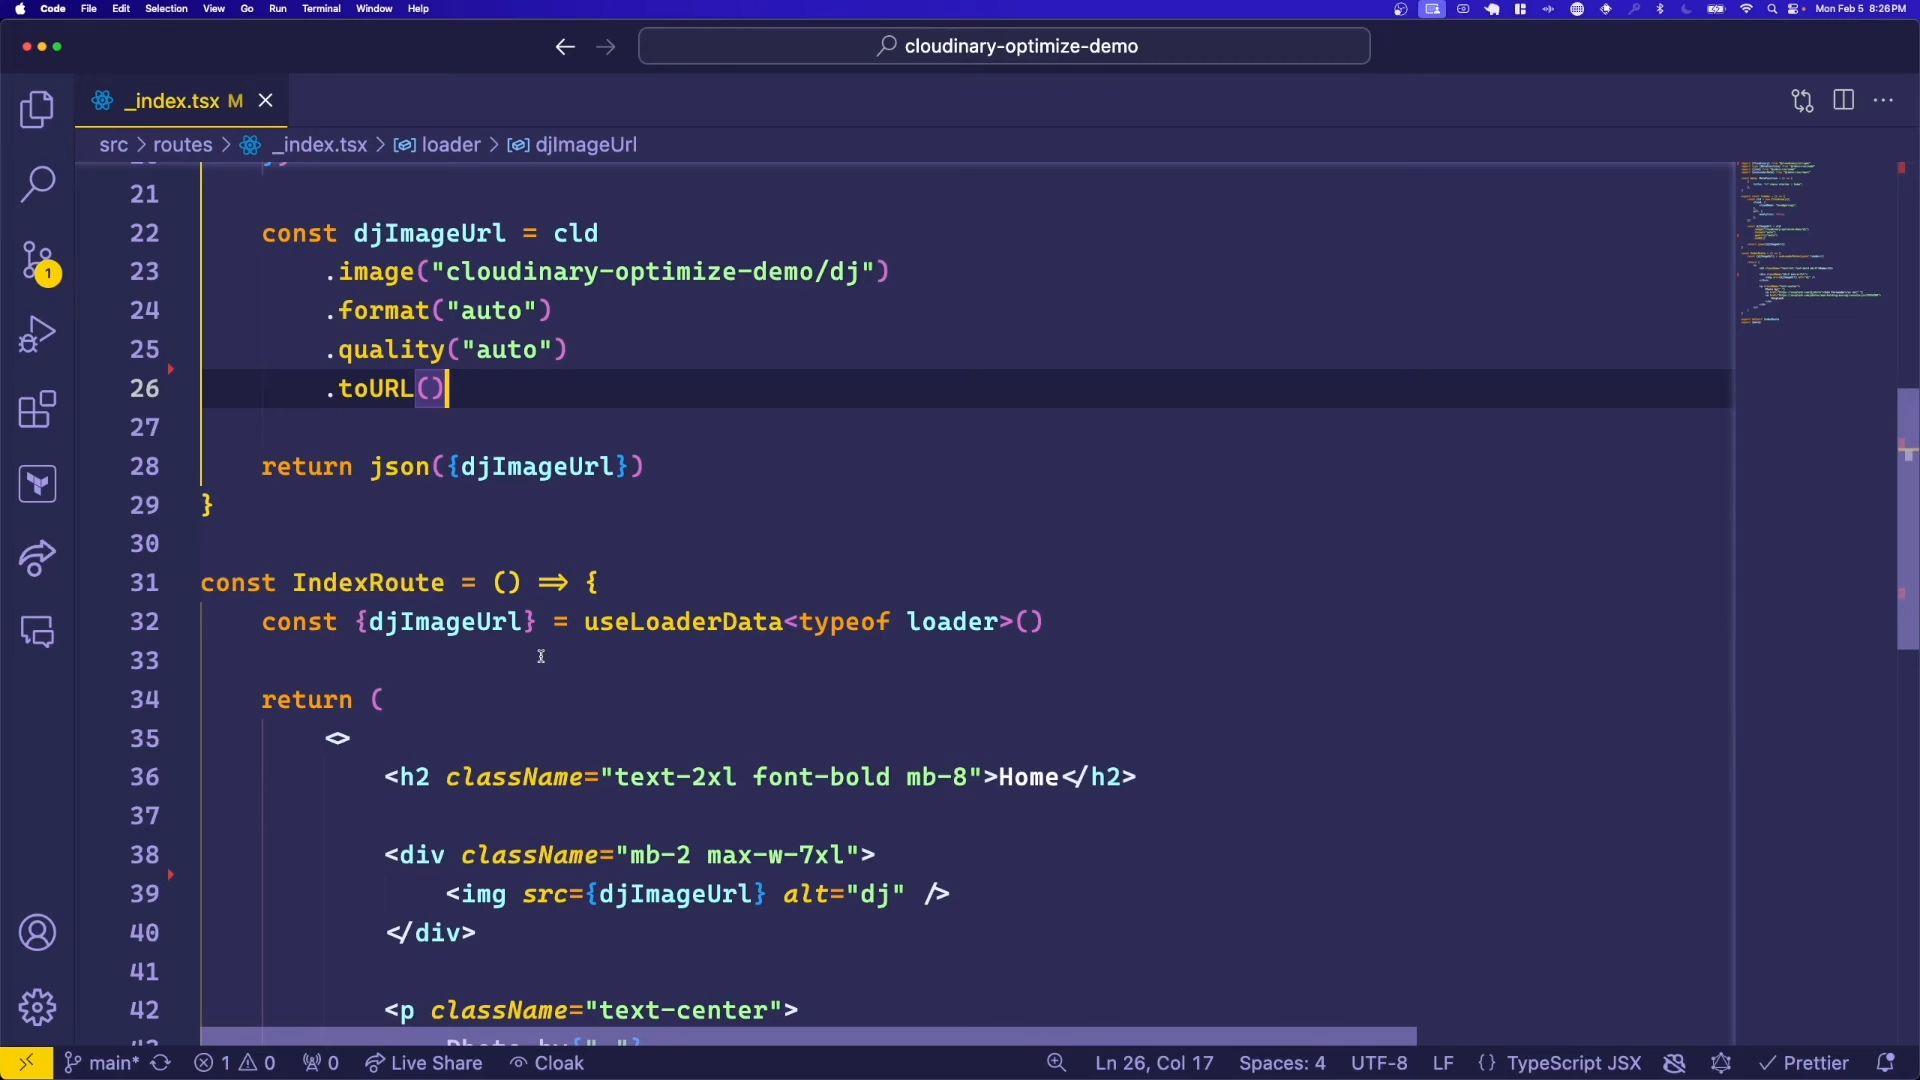 Code File Edit Selection View Go Run Terminal Window Help Mon Feb 5 8:26 PM
cloudinary-optimize-demo
_index.tsx M
src > routes > _index.tsx > loader > djImageUrl
21
22 const djImageUrl = cld
23 .image("cloudinary-optimize-demo/dj")
24 .format("auto")
25 .quality("auto")
26 .toURL()
27
28 return json({djImageUrl})
29 }
30
31 const IndexRoute = () => {
32 const {djImageUrl} = useLoaderData<typeof loader>()
33
34 return (
35 <>
36 <h2 className="text-2xl font-bold mb-8">Home</h2>
37
38 <div className="mb-2 max-w-7xl">
39 <img src={djImageUrl} alt="dj" />
40 </div>
41
42 <p className="text-center">
1
main* 1 0 0 Live Share Cloak Ln 26, Col 17 Spaces: 4 UTF-8 LF {} TypeScript JSX Prettier